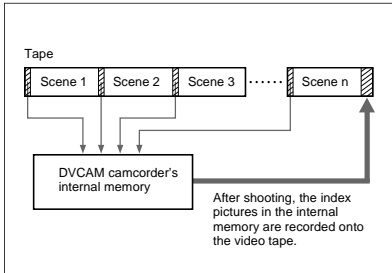 Tape
Scene 1 Scene 2 Scene 3 ...... Scene n
DVCAM camcorder's
internal memory
After shooting, the index
pictures in the internal
memory are recorded onto
the video tape.